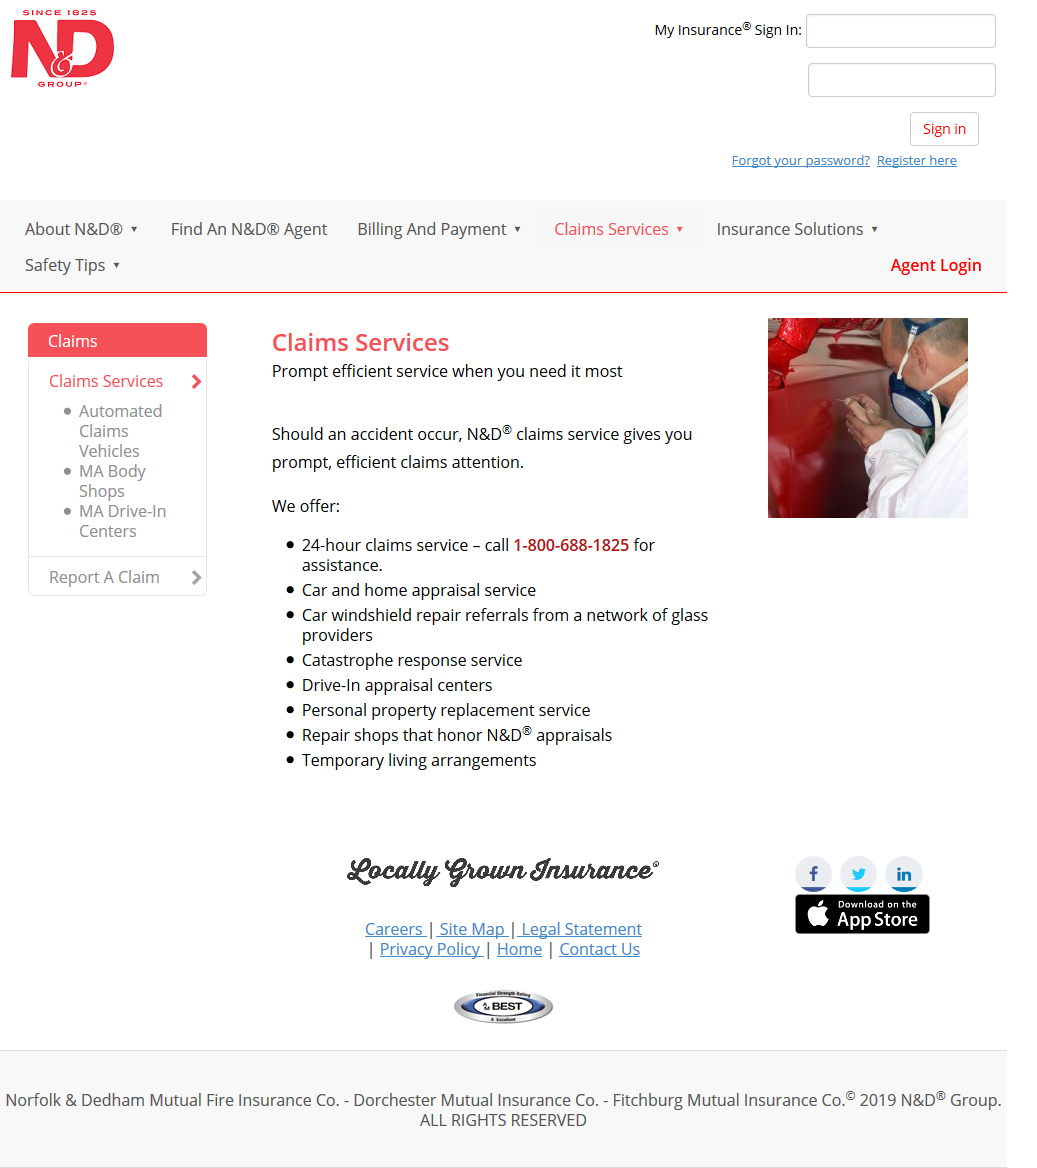 SINCE 1825
N&D
GROUP®
My Insurance® Sign In:
Sign in
Forgot your password? Register here
About N&D® ▼ Find An N&D® Agent Billing And Payment ▼ Claims Services ▼ Insurance Solutions ▼
Safety Tips ▼ Agent Login
Claims
Claims Services
• Automated
Claims
Vehicles
• MA Body
Shops
• MA Drive-In
Centers
Report A Claim
Claims Services
Prompt efficient service when you need it most
Should an accident occur, N&D® claims service gives you
prompt, efficient claims attention.
We offer:
• 24-hour claims service – call 1-800-688-1825 for
assistance.
• Car and home appraisal service
• Car windshield repair referrals from a network of glass
providers
• Catastrophe response service
• Drive-In appraisal centers
• Personal property replacement service
• Repair shops that honor N&D® appraisals
• Temporary living arrangements
Locally Grown Insurance®
f in
Download on the
App Store
Careers | Site Map | Legal Statement
| Privacy Policy | Home | Contact Us
Financial Strength Rating
AM BEST
A Excellent
Norfolk & Dedham Mutual Fire Insurance Co. - Dorchester Mutual Insurance Co. - Fitchburg Mutual Insurance Co.© 2019 N&D® Group.
ALL RIGHTS RESERVED